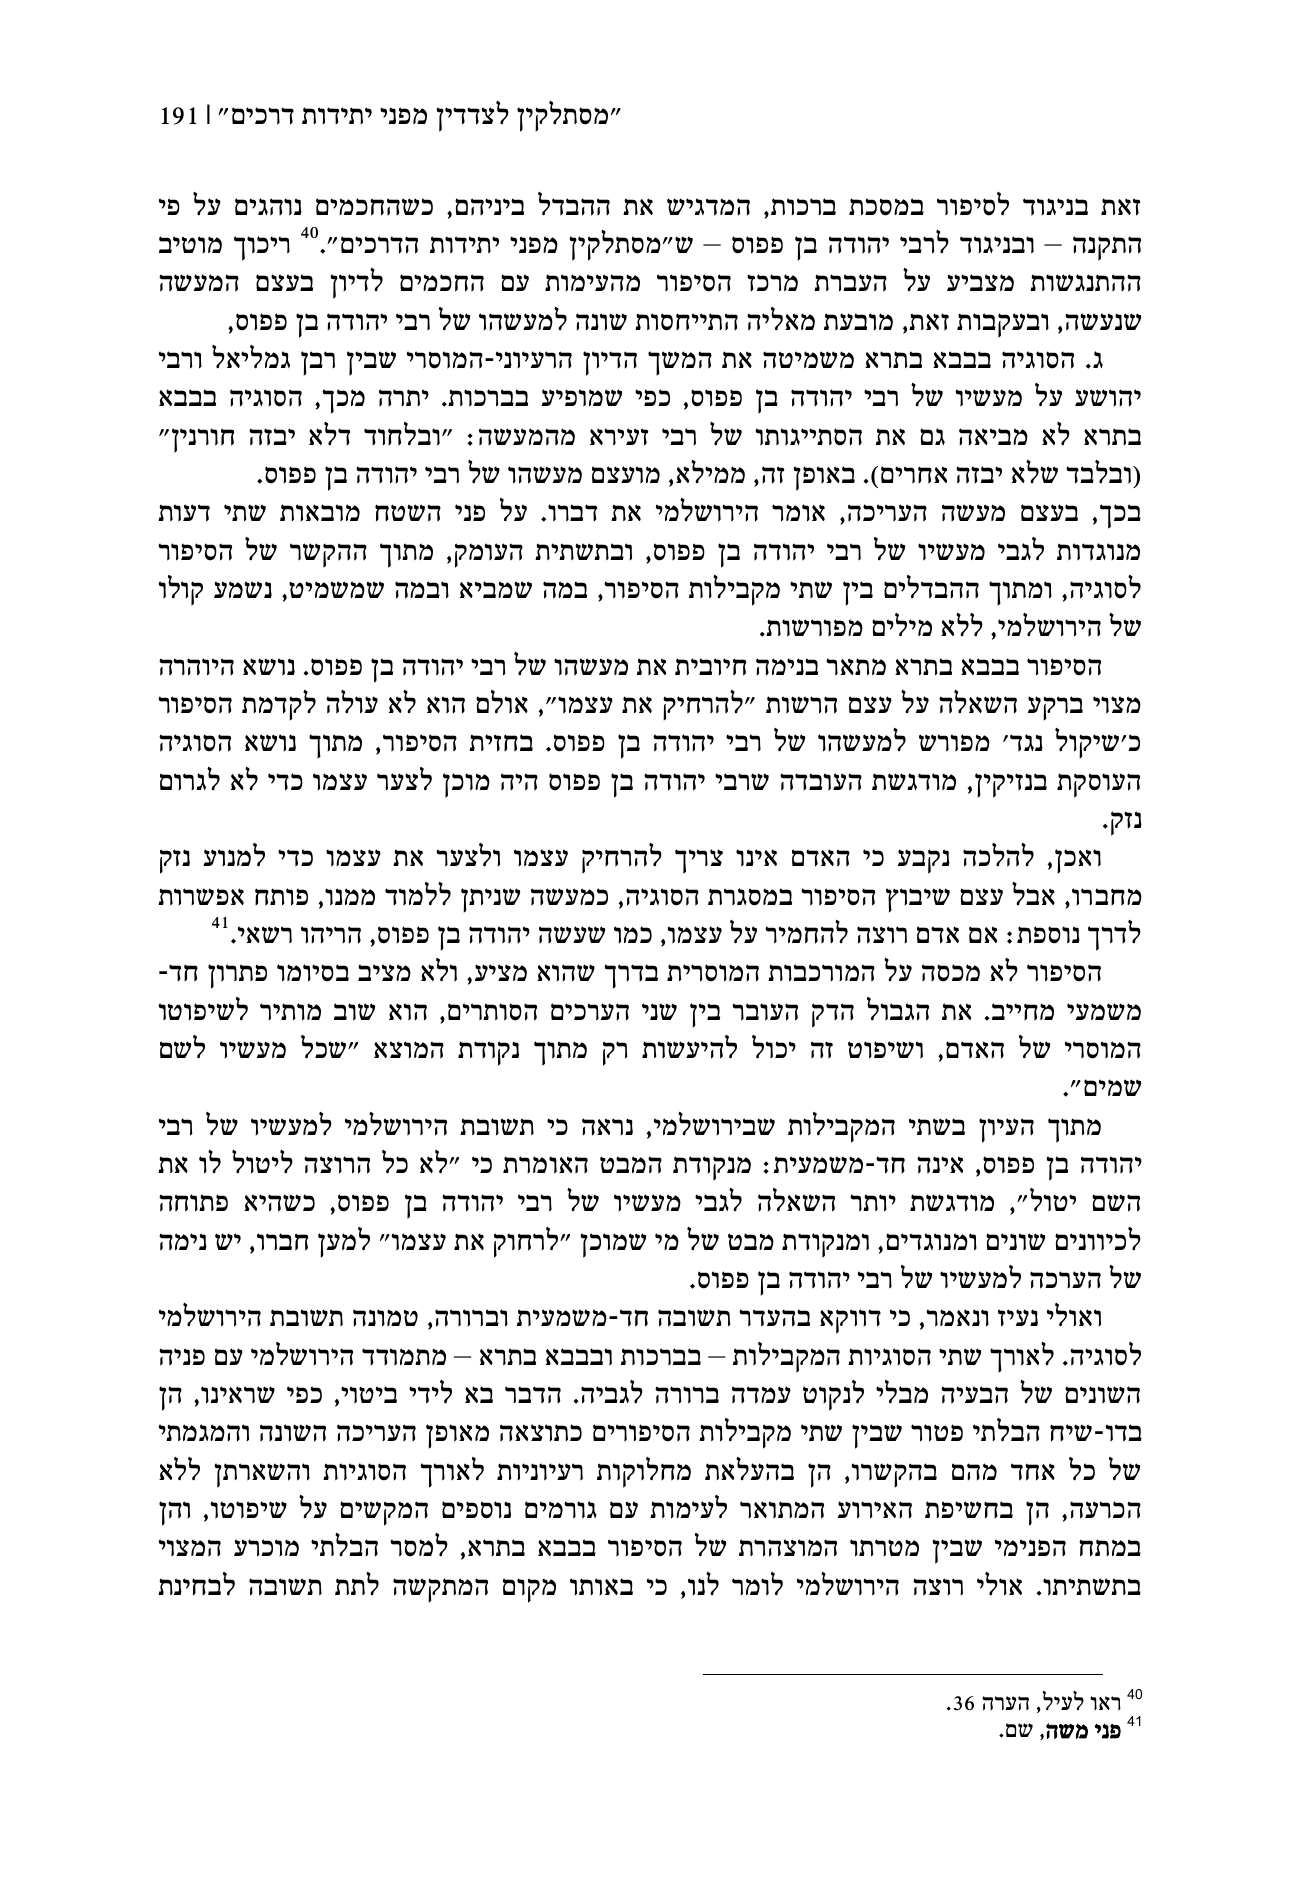 "מסתלקין לצדדין מפני יתידות דרכים" | 191
זאת בניגוד לסיפור במסכת ברכות, המדגיש את ההבדל ביניהם, כשהחכמים נוהגים על פי
התקנה – ובניגוד לרבי יהודה בן פפוס – ש"מסתלקין מפני יתידות הדרכים".40 ריכוך מוטיב
ההתנגשות מצביע על העברת מרכז הסיפור מהעימות עם החכמים לדיון בעצם המעשה
שנעשה, ובעקבות זאת, מובעת מאליה התייחסות שונה למעשהו של רבי יהודה בן פפוס,
ג. הסוגיה בבבא בתרא משמיטה את המשך הדיון הרעיוני-המוסרי שבין רבן גמליאל ורבי
יהושע על מעשיו של רבי יהודה בן פפוס, כפי שמופיע בברכות. יתרה מכך, הסוגיה בבבא
בתרא לא מביאה גם את הסתייגותו של רבי זעירא מהמעשה: "ובלחוד דלא יבזה חורנין"
(ובלבד שלא יבזה אחרים). באופן זה, ממילא, מועצם מעשהו של רבי יהודה בן פפוס.
בכך, בעצם מעשה העריכה, אומר הירושלמי את דברו. על פני השטח מובאות שתי דעות
מנוגדות לגבי מעשיו של רבי יהודה בן פפוס, ובתשתית העומק, מתוך ההקשר של הסיפור
לסוגיה, ומתוך ההבדלים בין שתי מקבילות הסיפור, במה שמביא ובמה שמשמיט, נשמע קולו
של הירושלמי, ללא מילים מפורשות.
הסיפור בבבא בתרא מתאר בנימה חיובית את מעשהו של רבי יהודה בן פפוס. נושא היוהרה
מצוי ברקע השאלה על עצם הרשות "להרחיק את עצמו", אולם הוא לא עולה לקדמת הסיפור
כ'שיקול נגד' מפורש למעשהו של רבי יהודה בן פפוס. בחזית הסיפור, מתוך נושא הסוגיה
העוסקת בנזיקין, מודגשת העובדה שרבי יהודה בן פפוס היה מוכן לצער עצמו כדי לא לגרום
נזק.
ואכן, להלכה נקבע כי האדם אינו צריך להרחיק עצמו ולצער את עצמו כדי למנוע נזק
מחברו, אבל עצם שיבוץ הסיפור במסגרת הסוגיה, כמעשה שניתן ללמוד ממנו, פותח אפשרות
לדרך נוספת: אם אדם רוצה להחמיר על עצמו, כמו שעשה יהודה בן פפוס, הריהו רשאי.41
הסיפור לא מכסה על המורכבות המוסרית בדרך שהוא מציע, ולא מציב בסיומו פתרון חד-
משמעי מחייב. את הגבול הדק העובר בין שני הערכים הסותרים, הוא שוב מותיר לשיפוטו
המוסרי של האדם, ושיפוט זה יכול להיעשות רק מתוך נקודת המוצא "שכל מעשיו לשם
שמים".
מתוך העיון בשתי המקבילות שבירושלמי, נראה כי תשובת הירושלמי למעשיו של רבי
יהודה בן פפוס, אינה חד-משמעית: מנקודת המבט האומרת כי "לא כל הרוצה ליטול לו את
השם יטול", מודגשת יותר השאלה לגבי מעשיו של רבי יהודה בן פפוס, כשהיא פתוחה
לכיוונים שונים ומנוגדים, ומנקודת מבט של מי שמוכן "לרחוק את עצמו" למען חברו, יש נימה
של הערכה למעשיו של רבי יהודה בן פפוס.
ואולי נעיז ונאמר, כי דווקא בהעדר תשובה חד-משמעית וברורה, טמונה תשובת הירושלמי
לסוגיה. לאורך שתי הסוגיות המקבילות – בברכות ובבבא בתרא – מתמודד הירושלמי עם פניה
השונים של הבעיה מבלי לנקוט עמדה ברורה לגביה. הדבר בא לידי ביטוי, כפי שראינו, הן
בדו-שיח הבלתי פטור שבין שתי מקבילות הסיפורים כתוצאה מאופן העריכה השונה והמגמתי
של כל אחד מהם בהקשרו, הן בהעלאת מחלוקות רעיוניות לאורך הסוגיות והשארתן ללא
הכרעה, הן בחשיפת האירוע המתואר לעימות עם גורמים נוספים המקשים על שיפוטו, והן
במתח הפנימי שבין מטרתו המוצהרת של הסיפור בבבא בתרא, למסר הבלתי מוכרע המצוי
בתשתיתו. אולי רוצה הירושלמי לומר לנו, כי באותו מקום המתקשה לתת תשובה לבחינת
40 ראו לעיל, הערה 36.
41 פני משה, שם.